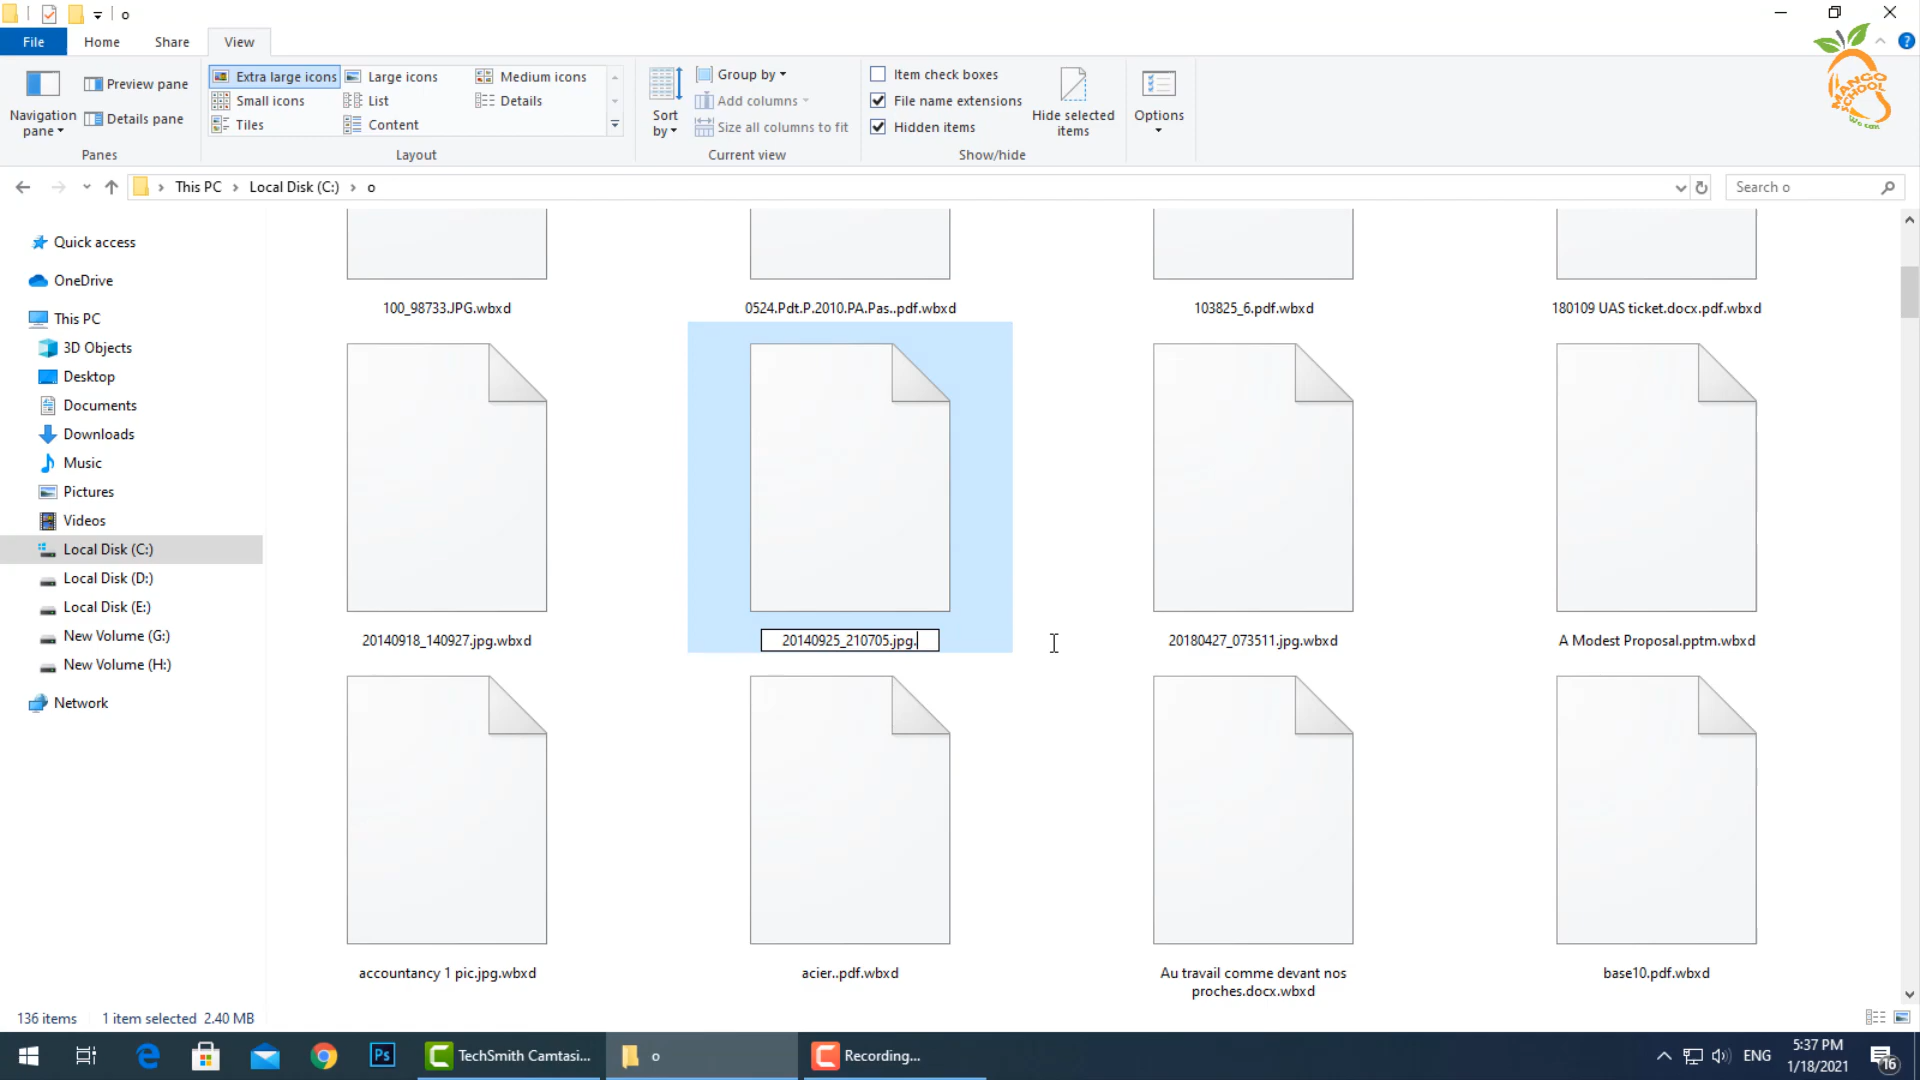 o
File
Home
Share
View
MANGO
SCHOOL
We can
Navigation
pane
Preview pane
Details pane
Panes
Extra large icons
Large icons
Medium icons
Small icons
List
Details
Tiles
Content
Layout
Sort
by
Group by
Add columns
Size all columns to fit
Current view
Item check boxes
File name extensions
Hidden items
Hide selected
items
Show/hide
Options
This PC
Local Disk (C:)
o
Search o
Quick access
OneDrive
This PC
3D Objects
Desktop
Documents
Downloads
Music
Pictures
Videos
Local Disk (C:)
Local Disk (D:)
Local Disk (E:)
New Volume (G:)
New Volume (H:)
Network
100_98733.JPG.wbxd
0524.Pdt.P.2010.PA.Pas..pdf.wbxd
103825_6.pdf.wbxd
180109 UAS ticket.docx.pdf.wbxd
20140918_140927.jpg.wbxd
20140925_210705.jpg.
20180427_073511.jpg.wbxd
A Modest Proposal.pptm.wbxd
accountancy 1 pic.jpg.wbxd
acier..pdf.wbxd
Au travail comme devant nos
proches.docx.wbxd
base10.pdf.wbxd
136 items
1 item selected 2.40 MB
Ps
TechSmith Camtasi...
o
Recording...
ENG
5:37 PM
1/18/2021
16